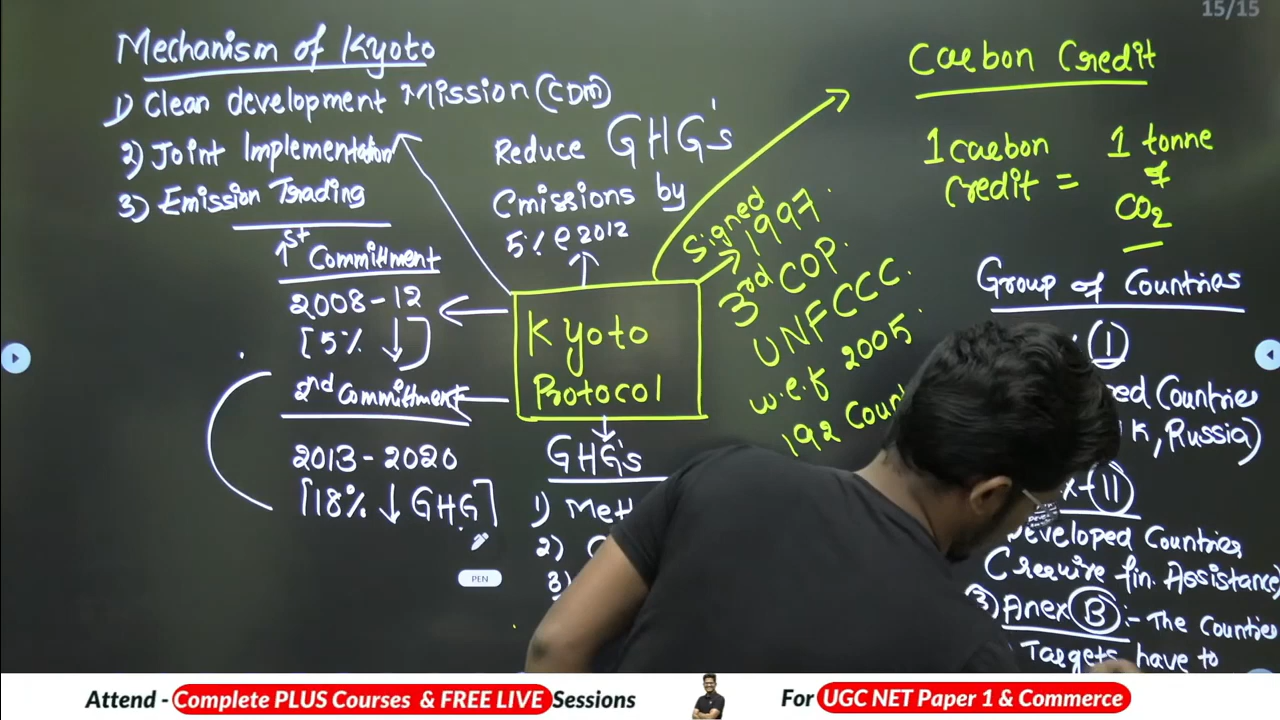 15/15
Mechanism of Kyoto
1) Clean development Mission (CDM)
2) Joint Implementation
3) Emission Trading
Reduce GHG's
Emissions by
5% @ 2012
Carbon Credit
1 carbon
credit =
1 tonne
of
CO2
Signed
1997
3rd COP
UNFCCC
w.e.f 2005
192
1st Commitment
2008-12
[5% ↓]
2nd Commitment
2013-2020
[18% ↓ GHG]
Kyoto
Protocol
GHG's
1)
2)
3)
Group of Countries
(I)
Countries
K, Russia)
(II)
Developed Countries
(require fin. Assistance)
3) Anex (B) :- The Countries
Targets have to
PEN
Attend - Complete PLUS Courses & FREE LIVE Sessions
For UGC NET Paper 1 & Commerce